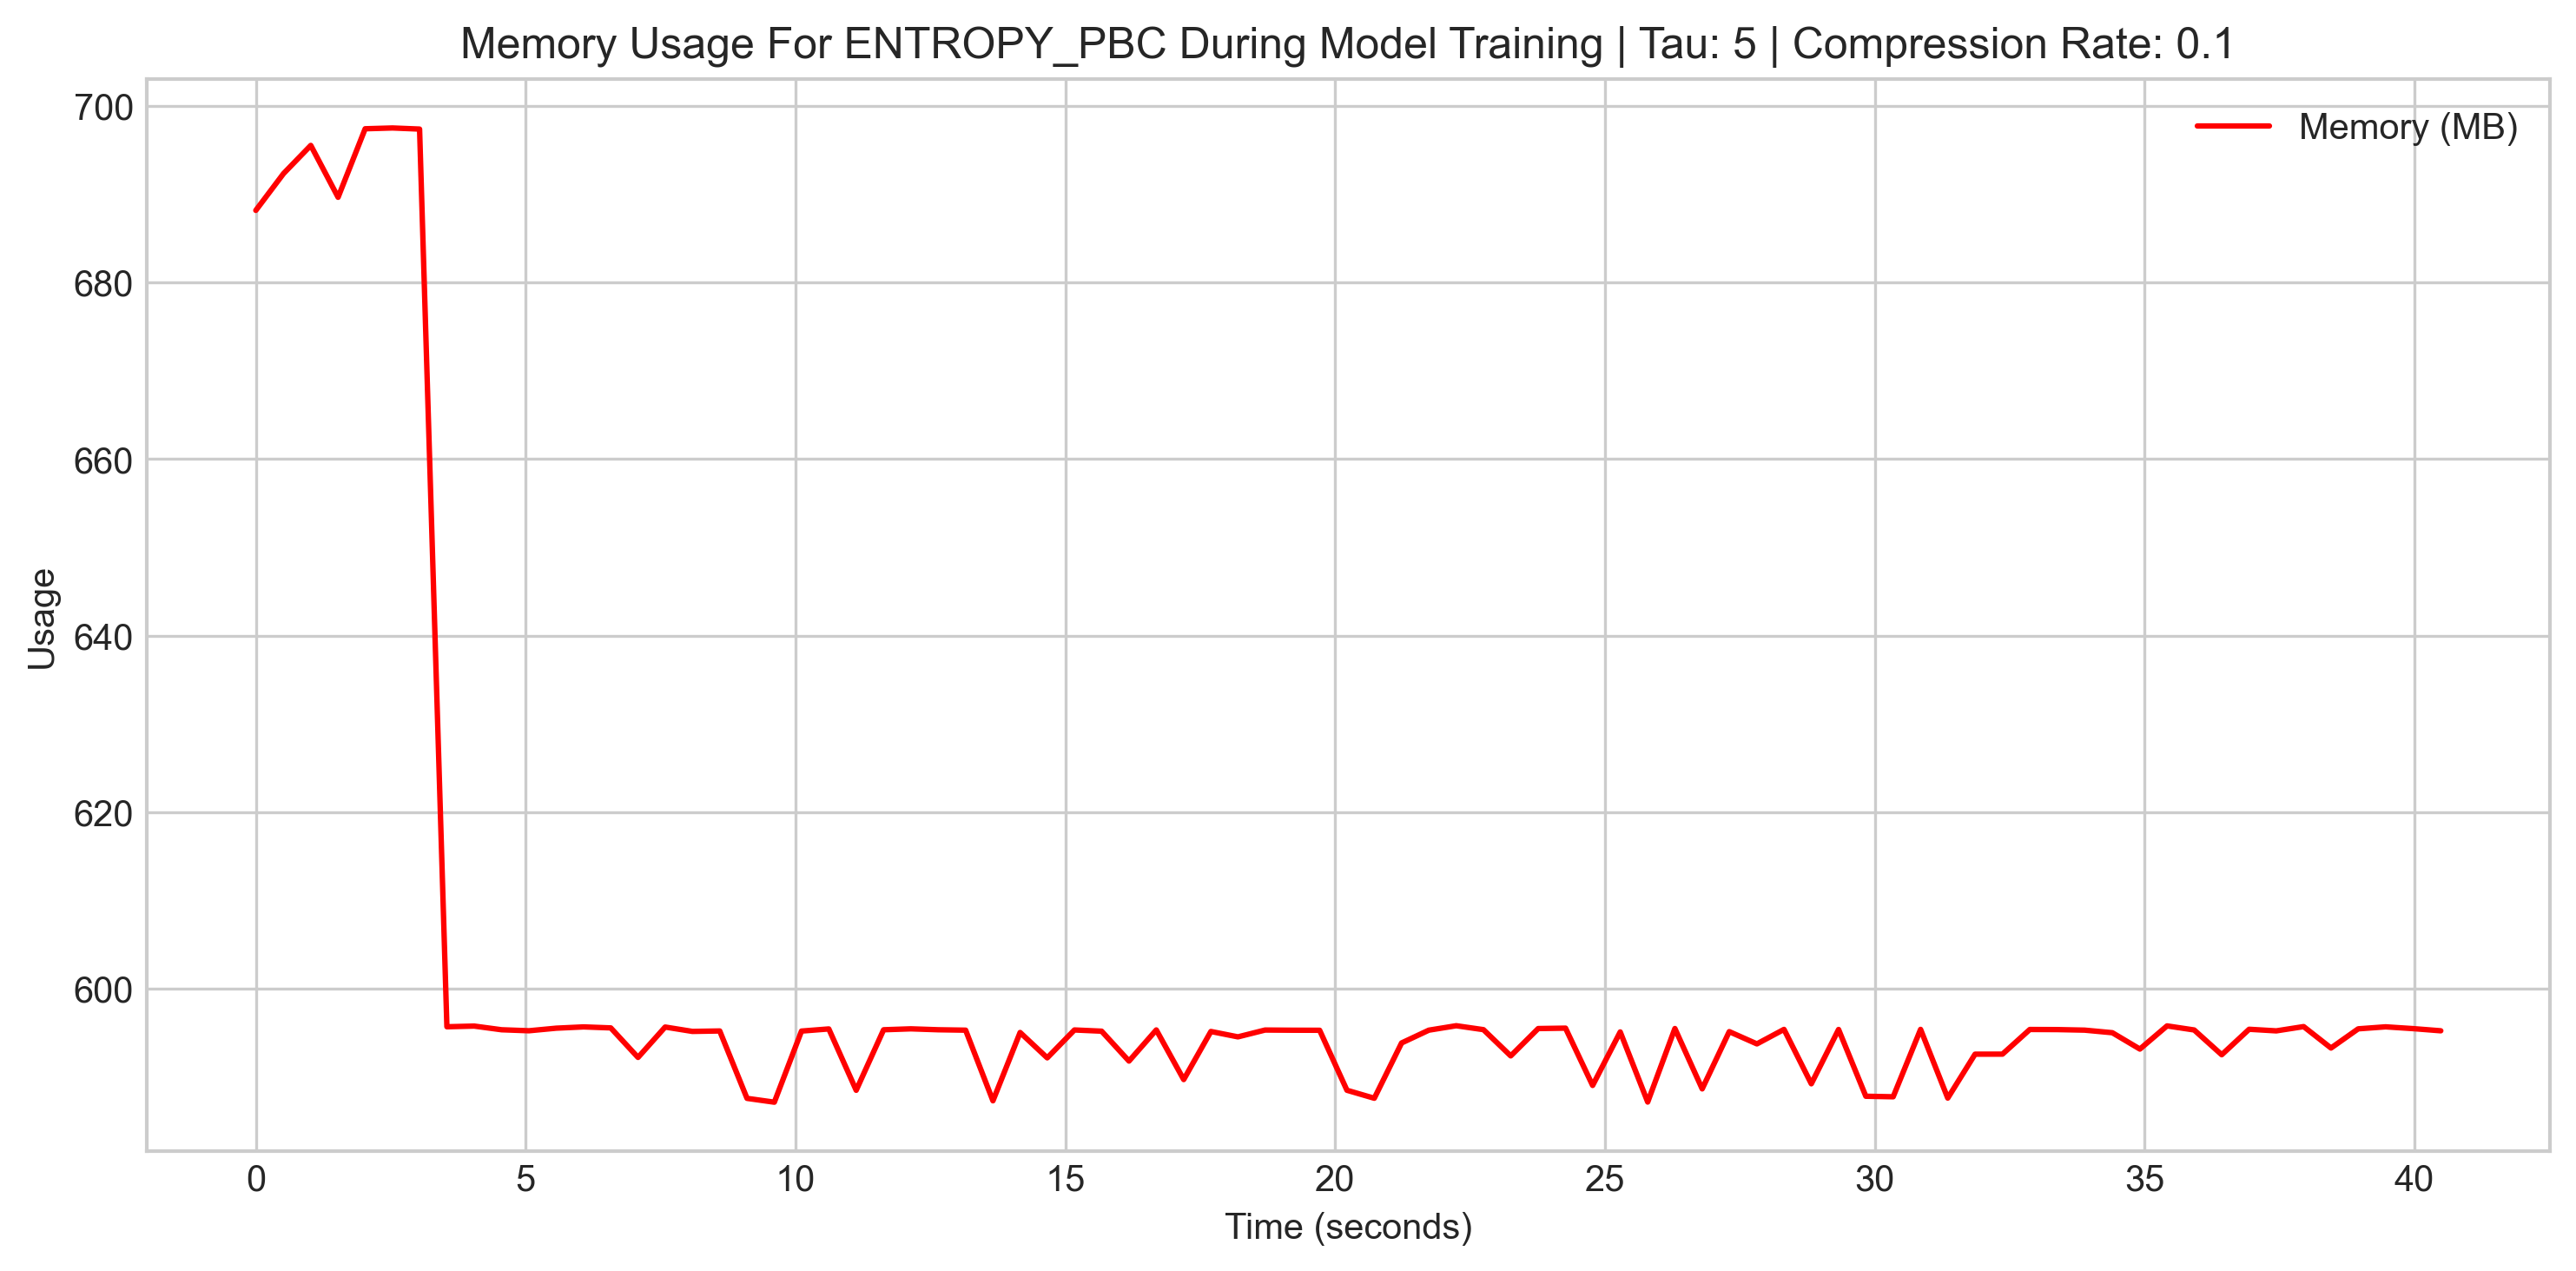 Memory Usage For ENTROPY_PBC During Model Training | Tau: 5 | Compression Rate: 0.1
700
680
660
640
620
600
Usage
Memory (MB)
0 5 10 15 20 25 30 35 40
Time (seconds)